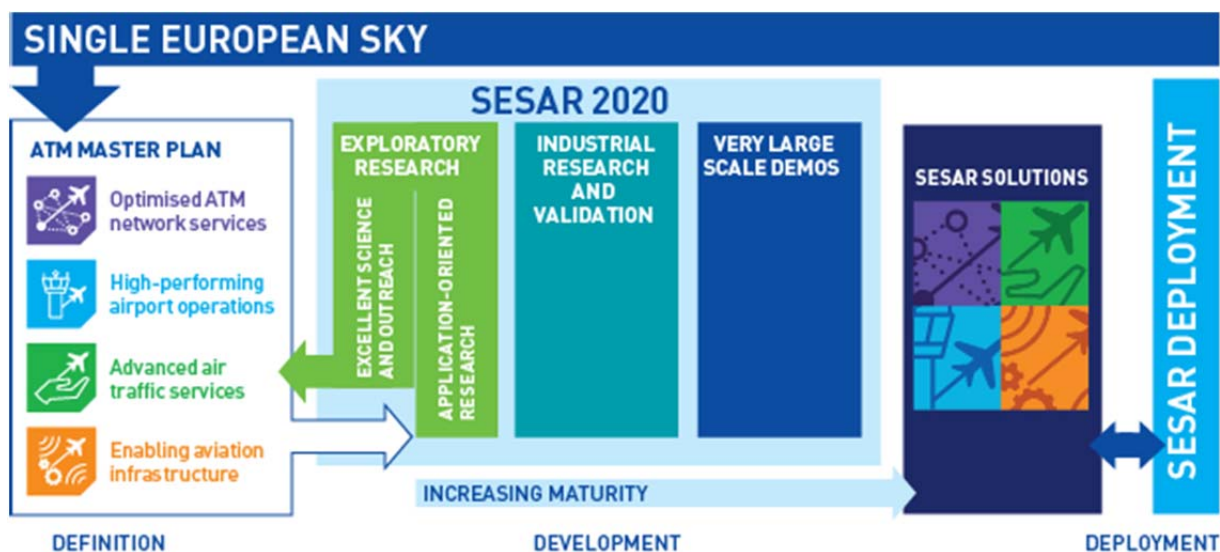 SINGLE EUROPEAN SKY
ATM MASTER PLAN
Optimised ATM
network services
High-performing
airport operations
Advanced air
traffic services
Enabling aviation
infrastructure
SESAR 2020
EXPLORATORY
RESEARCH
EXCELLENT SCIENCE
AND OUTREACH
APPLICATION-ORIENTED
RESEARCH
INDUSTRIAL
RESEARCH
AND
VALIDATION
VERY LARGE
SCALE DEMOS
INCREASING MATURITY
SESAR SOLUTIONS
SESAR DEPLOYMENT
DEFINITION
DEVELOPMENT
DEPLOYMENT